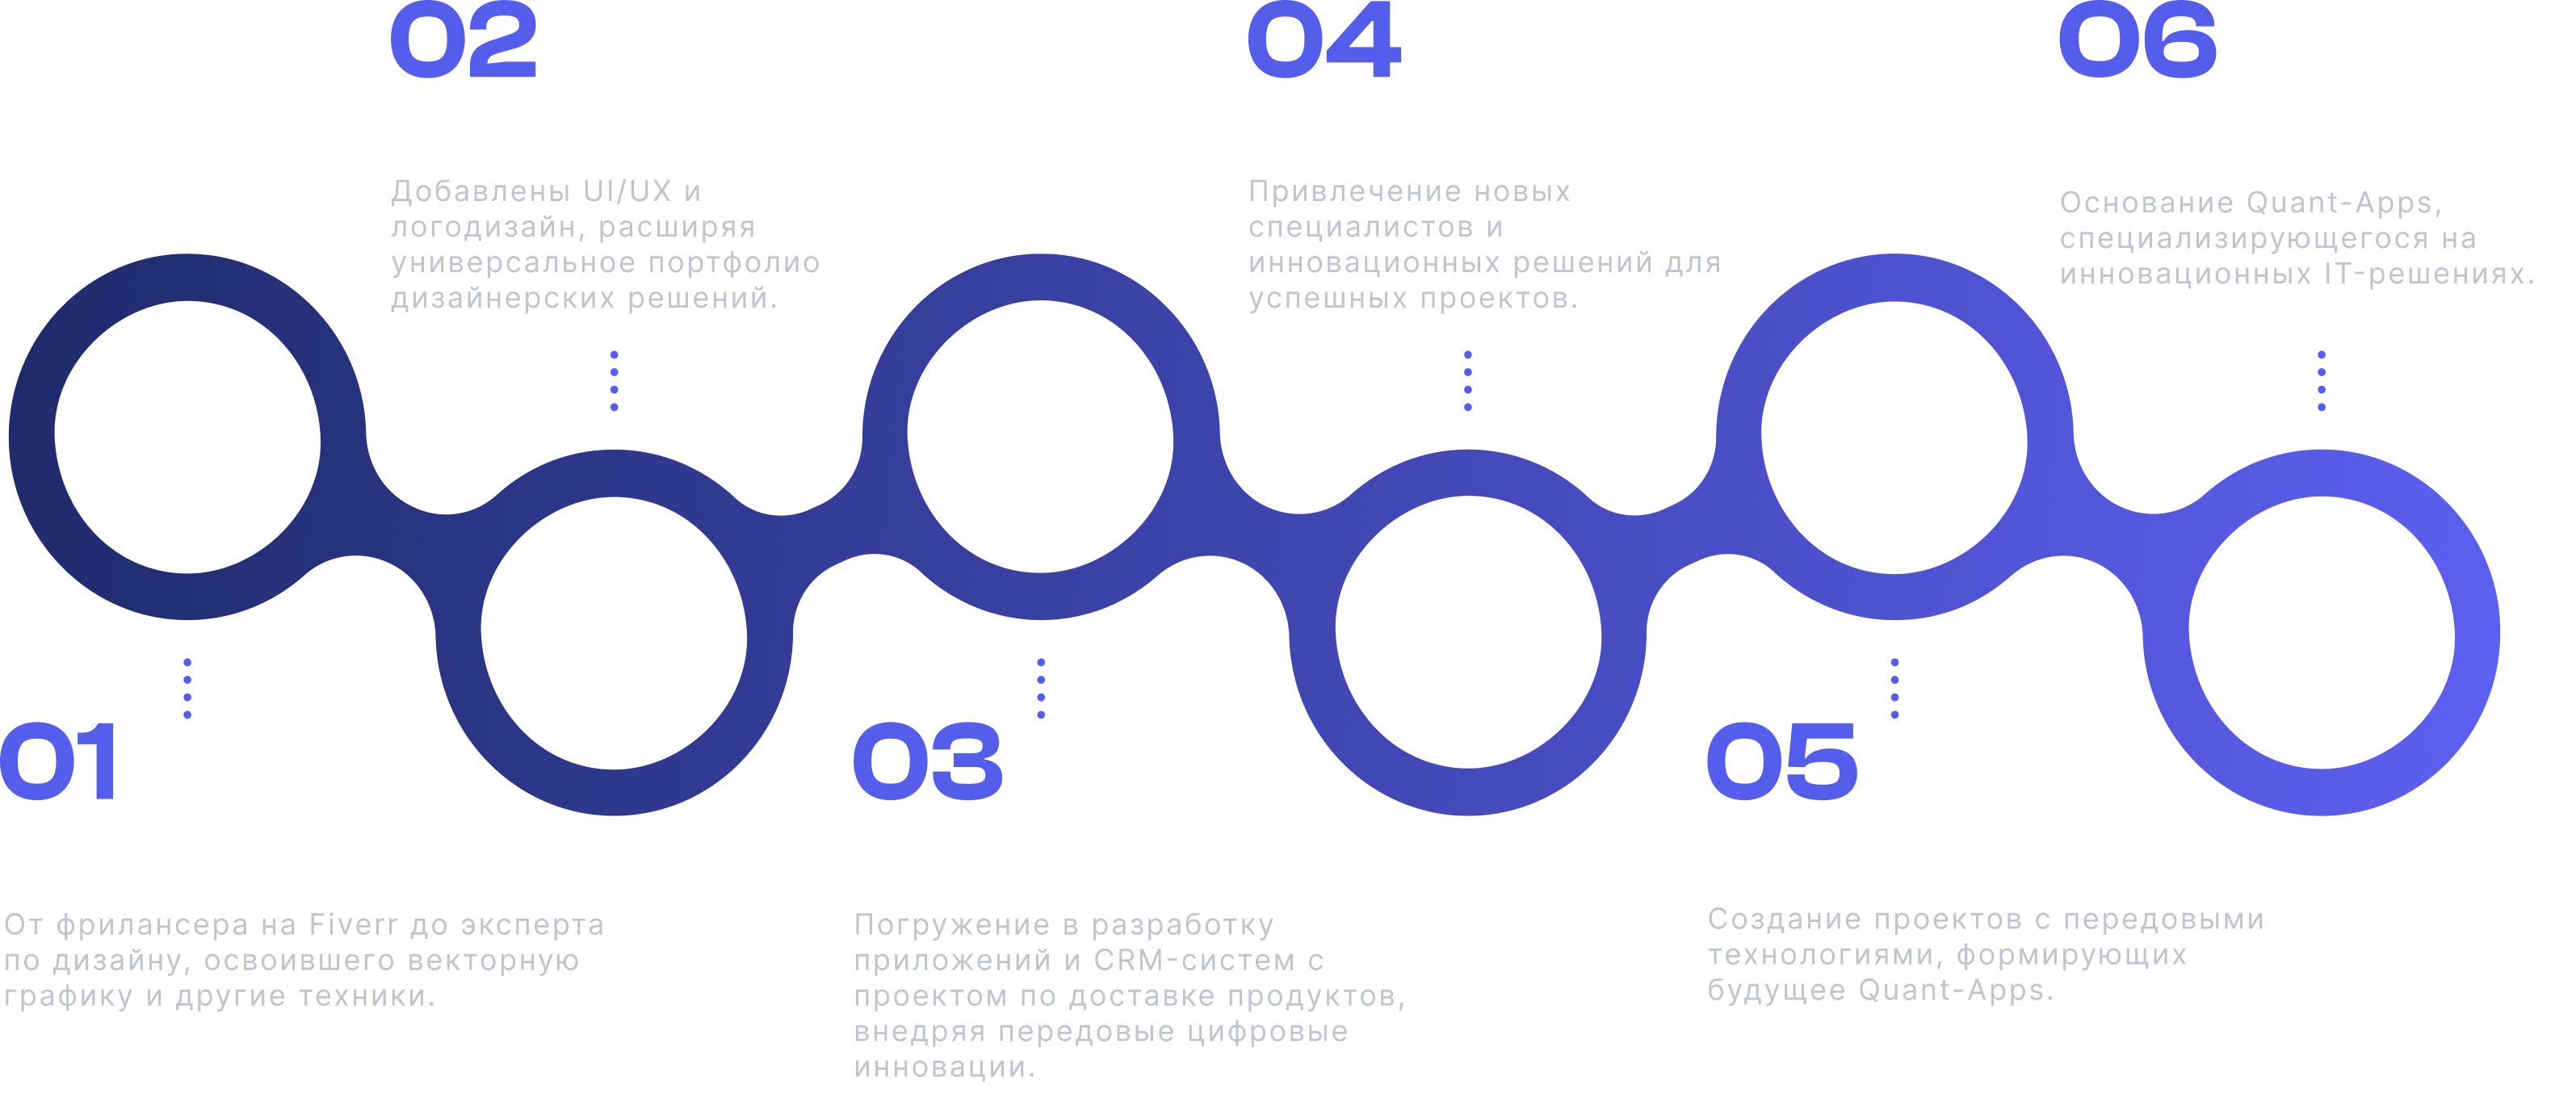 01
От фрилансера на Fiverr до эксперта
по дизайну, освоившего векторную
графику и другие техники.
02
Добавлены UI/UX и
логодизайн, расширяя
универсальное портфолио
дизайнерских решений.
03
Погружение в разработку
приложений и CRM-систем с
проектом по доставке продуктов,
внедряя передовые цифровые
инновации.
04
Привлечение новых
специалистов и
инновационных решений для
успешных проектов.
05
Создание проектов с передовыми
технологиями, формирующих
будущее Quant-Apps.
06
Основание Quant-Apps,
специализирующегося на
инновационных IT-решениях.